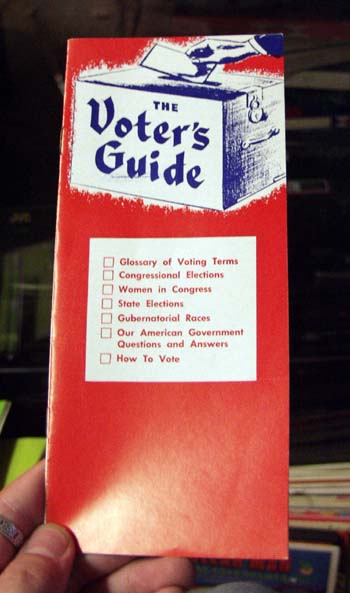 THE
Voter's
Guide
Glossary of Voting Terms
Congressional Elections
Women in Congress
State Elections
Gubernatorial Races
Our American Government
Questions and Answers
How To Vote
JVC